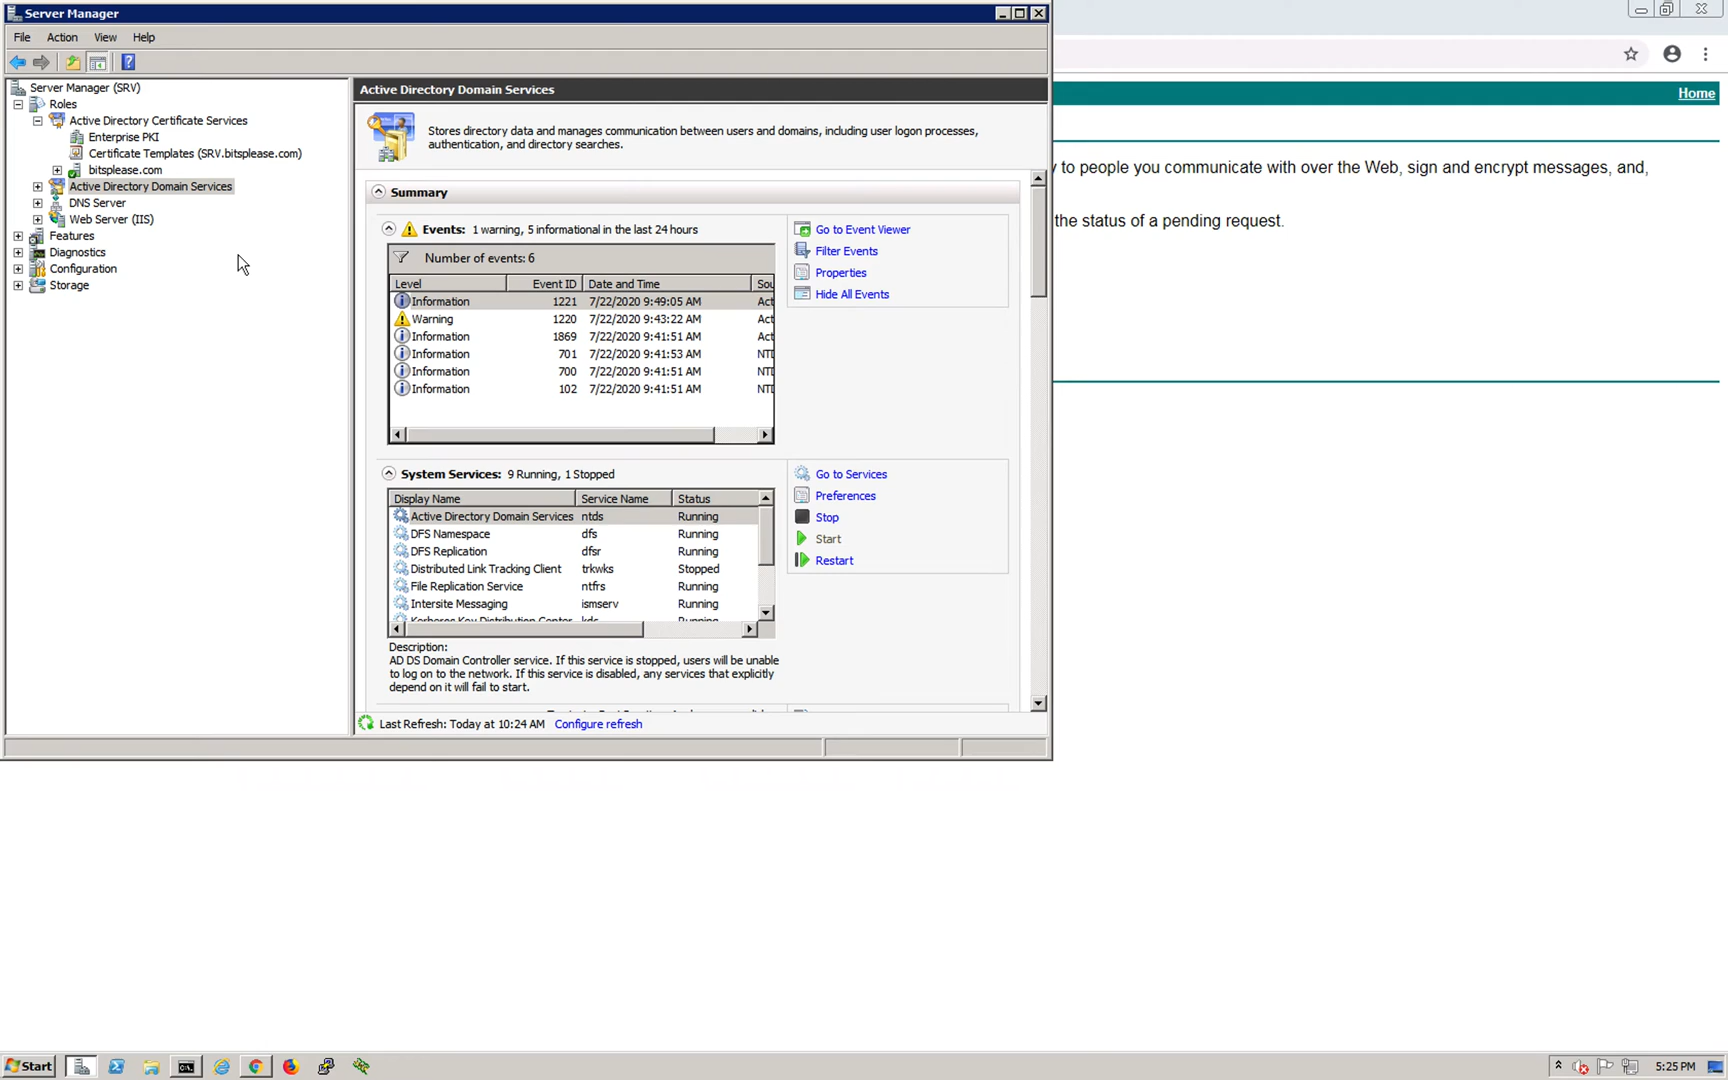 Server Manager
File Action View Help
Server Manager (SRV)
Roles
Active Directory Certificate Services
Enterprise PKI
Certificate Templates (SRV.bitsplease.com)
bitsplease.com
Active Directory Domain Services
DNS Server
Web Server (IIS)
Features
Diagnostics
Configuration
Storage
Active Directory Domain Services
Stores directory data and manages communication between users and domains, including user logon processes,
authentication, and directory searches.
Summary
Events: 1 warning, 5 informational in the last 24 hours
Number of events: 6
Level Event ID Date and Time Sou
Information 1221 7/22/2020 9:49:05 AM Act
Warning 1220 7/22/2020 9:43:22 AM Act
Information 1869 7/22/2020 9:41:51 AM Act
Information 701 7/22/2020 9:41:53 AM NTD
Information 700 7/22/2020 9:41:51 AM NTD
Information 102 7/22/2020 9:41:51 AM NTD
Go to Event Viewer
Filter Events
Properties
Hide All Events
System Services: 9 Running, 1 Stopped
Display Name Service Name Status
Active Directory Domain Services ntds Running
DFS Namespace dfs Running
DFS Replication dfsr Running
Distributed Link Tracking Client trkwks Stopped
File Replication Service ntfrs Running
Intersite Messaging ismserv Running
Kerberos Key Distribution Center kdc Running
Go to Services
Preferences
Stop
Start
Restart
Description:
AD DS Domain Controller service. If this service is stopped, users will be unable
to log on to the network. If this service is disabled, any services that explicitly
depend on it will fail to start.
Last Refresh: Today at 10:24 AM Configure refresh
Home
y to people you communicate with over the Web, sign and encrypt messages, and,
the status of a pending request.
Start
5:25 PM